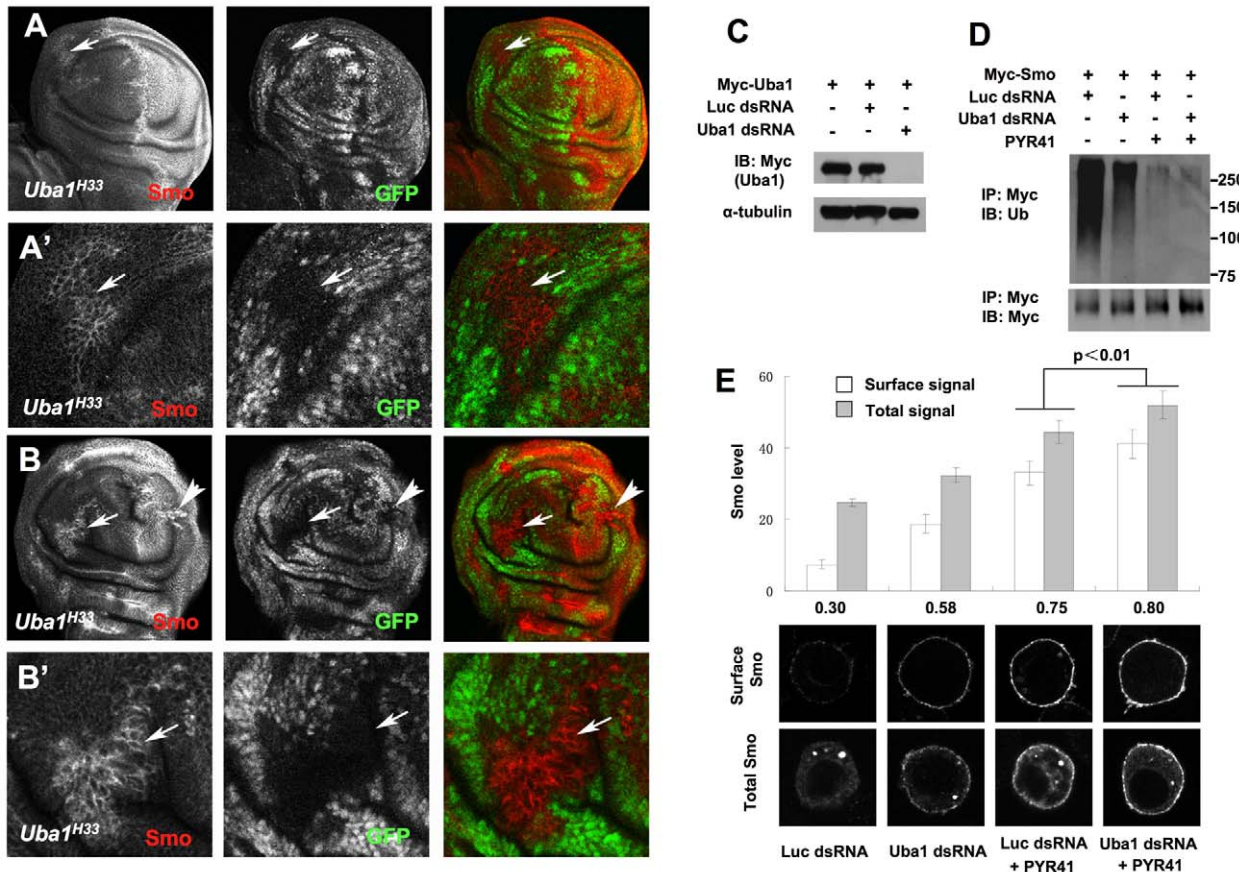 A
Uba1H33 Smo
GFP
A'
Uba1H33 Smo
GFP
B
Uba1H33 Smo
GFP
B'
Uba1H33 Smo
GFP
C
Myc-Uba1 + + +
Luc dsRNA - + -
Uba1 dsRNA - - +
IB: Myc
(Uba1)
α-tubulin
D
Myc-Smo + + + +
Luc dsRNA + - + -
Uba1 dsRNA - + - +
PYR41 - - + +
IP: Myc
IB: Ub
-250
-150
-100
-75
IP: Myc
IB: Myc
E
p<0.01
Surface signal
Total signal
Smo level
60
40
20
0
0.30 0.58 0.75 0.80
Surface
Smo
Total Smo
Luc dsRNA
Uba1 dsRNA
Luc dsRNA
+ PYR41
Uba1 dsRNA
+ PYR41